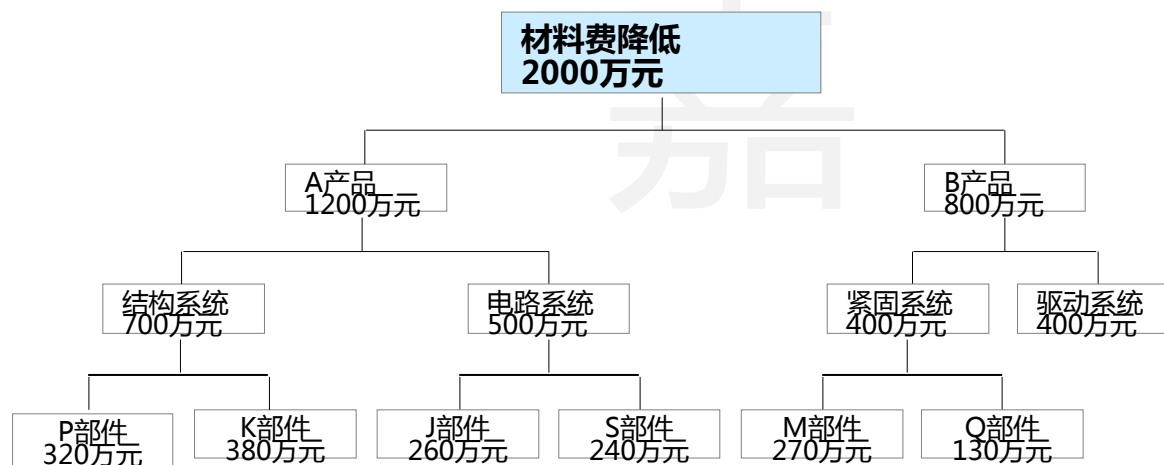 材料费降低
2000万元
A产品
1200万元
B产品
800万元
结构系统
700万元
电路系统
500万元
紧固系统
400万元
驱动系统
400万元
P部件
320万元
K部件
380万元
J部件
260万元
S部件
240万元
M部件
270万元
Q部件
130万元